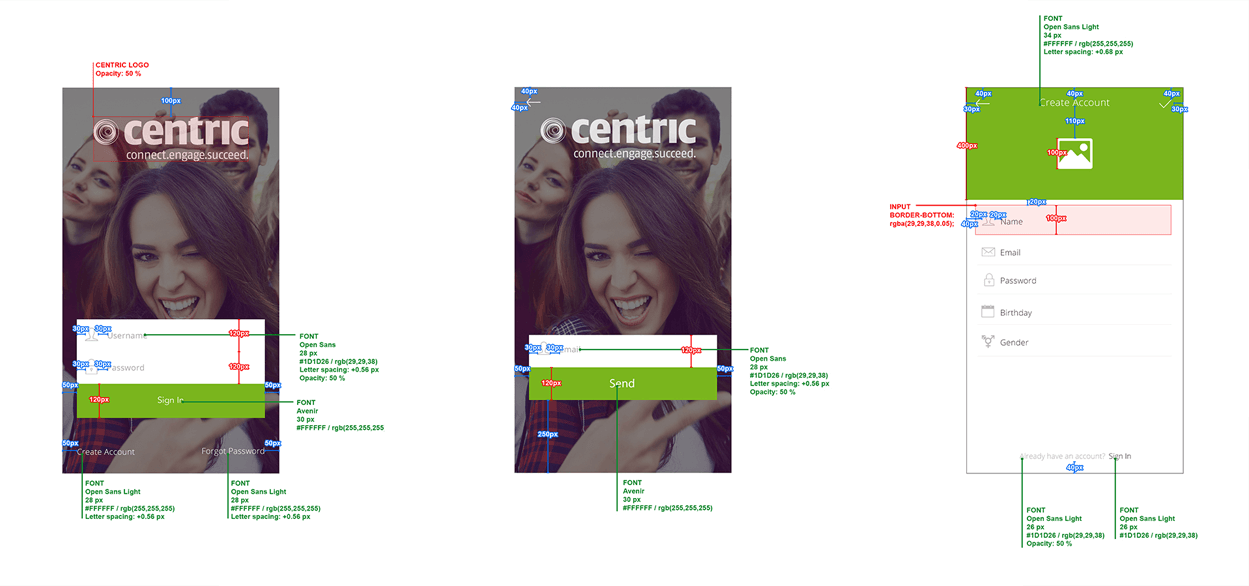 CENTRIC LOGO
Opacity: 50 %
100px
centric
connect.engage.succeed.
30px 30px
Username
120px
30px 30px
Password
120px
50px
50px
120px
Sign In
50px
50px
Create Account
Forgot Password
FONT
Open Sans
28 px
#1D1D26 / rgb(29,29,38)
Letter spacing: +0.56 px
Opacity: 50 %
FONT
Avenir
30 px
#FFFFFF / rgb(255,255,255
FONT
Open Sans Light
28 px
#FFFFFF / rgb(255,255,255)
Letter spacing: +0.56 px
FONT
Open Sans Light
28 px
#FFFFFF / rgb(255,255,255)
Letter spacing: +0.56 px
40px
40px
centric
connect.engage.succeed.
30px 30px
Email
120px
50px
50px
120px
Send
250px
FONT
Open Sans
28 px
#1D1D26 / rgb(29,29,38)
Letter spacing: +0.56 px
Opacity: 50 %
FONT
Avenir
30 px
#FFFFFF / rgb(255,255,255)
FONT
Open Sans Light
34 px
#FFFFFF / rgb(255,255,255)
Letter spacing: +0.68 px
40px
40px
40px
30px
Create Account
30px
110px
400px
100px
20px
INPUT
BORDER-BOTTOM:
rgba(29,29,38,0.05);
20px 20px
40px
Name
100px
Email
Password
Birthday
Gender
Already have an account? Sign In
40px
FONT
Open Sans Light
26 px
#1D1D26 / rgb(29,29,38)
Opacity: 50 %
FONT
Open Sans Light
26 px
#1D1D26 / rgb(29,29,38)